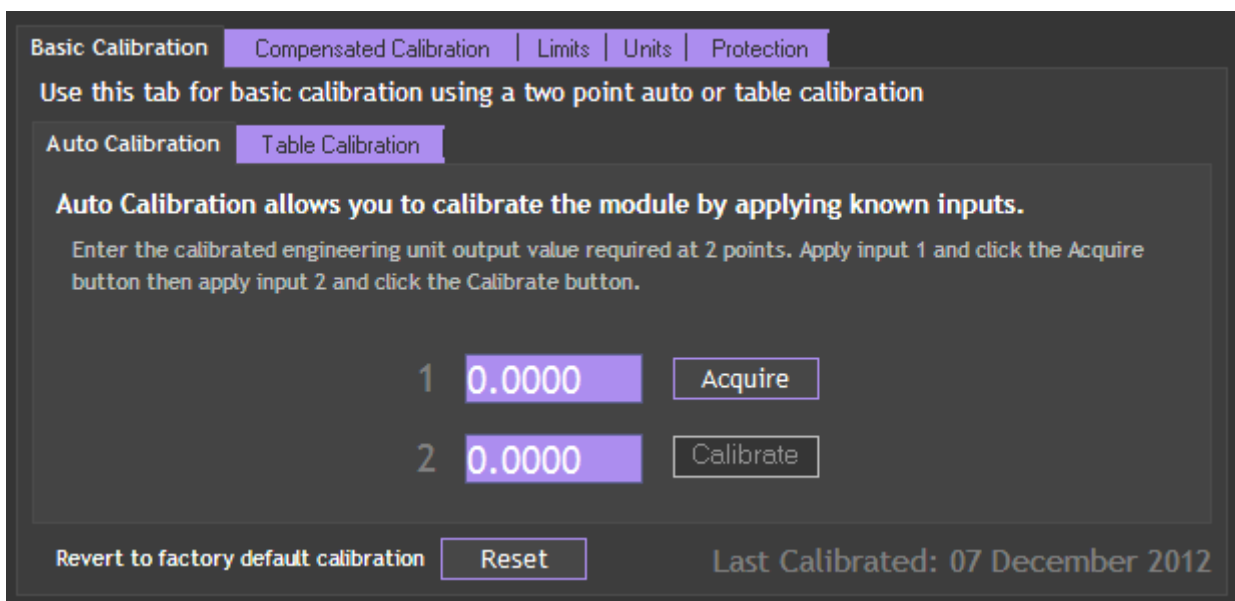 Basic Calibration Compensated Calibration Limits Units Protection
Use this tab for basic calibration using a two point auto or table calibration
Auto Calibration Table Calibration
Auto Calibration allows you to calibrate the module by applying known inputs.
Enter the calibrated engineering unit output value required at 2 points. Apply input 1 and click the Acquire
button then apply input 2 and click the Calibrate button.
1 0.0000 Acquire
2 0.0000 Calibrate
Revert to factory default calibration Reset Last Calibrated: 07 December 2012